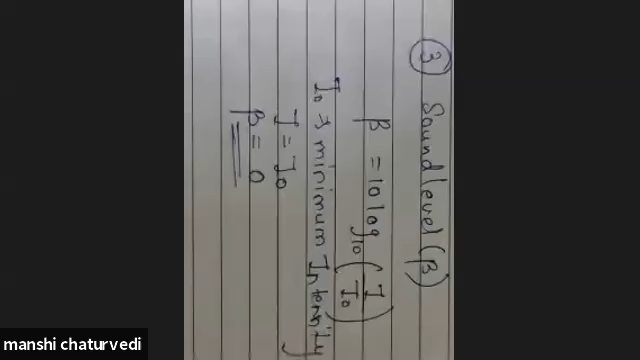 ③ Sound level (β)
β = 10 log₁₀ (I / I₀)
I₀ → minimum Intensity
I = I₀
β = 0
manshi chaturvedi